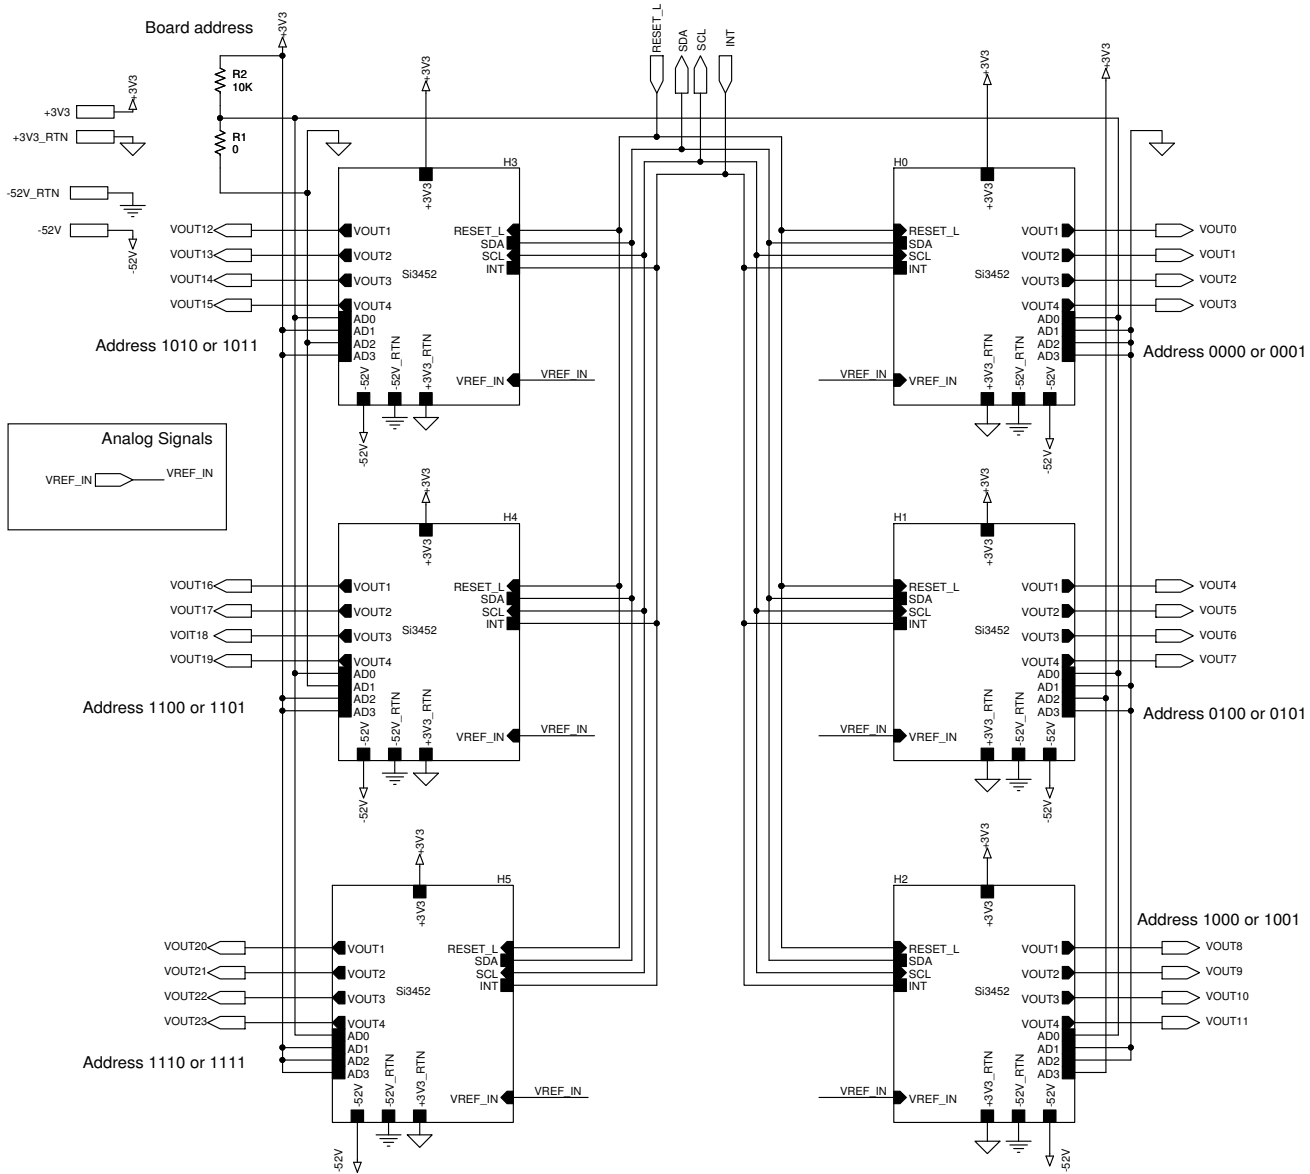 Board address
+3V3
R2
10K
R1
0
+3V3
+3V3
+3V3_RTN
-52V_RTN
-52V
-52V
RESET_L
SDA
SCL
INT
+3V3
H3
+3V3
VOUT12
VOUT13
VOUT14
VOUT15
VOUT1
VOUT2
VOUT3
VOUT4
AD0
AD1
AD2
AD3
Si3452
RESET_L
SDA
SCL
INT
-52V
-52V_RTN
+3V3_RTN
VREF_IN
VREF_IN
-52V
Address 1010 or 1011
+3V3
+3V3
H0
+3V3
RESET_L
SDA
SCL
INT
Si3452
VOUT1
VOUT2
VOUT3
VOUT4
AD0
AD1
AD2
AD3
VOUT0
VOUT1
VOUT2
VOUT3
VREF_IN
VREF_IN
+3V3_RTN
-52V_RTN
-52V
-52V
Address 0000 or 0001
Analog Signals
VREF_IN
VREF_IN
+3V3
H4
+3V3
VOUT16
VOUT17
VOIT18
VOUT19
VOUT1
VOUT2
VOUT3
VOUT4
AD0
AD1
AD2
AD3
Si3452
RESET_L
SDA
SCL
INT
-52V
-52V_RTN
+3V3_RTN
VREF_IN
VREF_IN
-52V
Address 1100 or 1101
+3V3
H1
+3V3
RESET_L
SDA
SCL
INT
Si3452
VOUT1
VOUT2
VOUT3
VOUT4
AD0
AD1
AD2
AD3
VOUT4
VOUT5
VOUT6
VOUT7
VREF_IN
VREF_IN
+3V3_RTN
-52V_RTN
-52V
-52V
Address 0100 or 0101
+3V3
H5
+3V3
VOUT20
VOUT21
VOUT22
VOUT23
VOUT1
VOUT2
VOUT3
VOUT4
AD0
AD1
AD2
AD3
Si3452
RESET_L
SDA
SCL
INT
-52V
-52V_RTN
+3V3_RTN
VREF_IN
VREF_IN
-52V
Address 1110 or 1111
+3V3
H2
+3V3
Address 1000 or 1001
RESET_L
SDA
SCL
INT
Si3452
VOUT1
VOUT2
VOUT3
VOUT4
AD0
AD1
AD2
AD3
VOUT8
VOUT9
VOUT10
VOUT11
VREF_IN
VREF_IN
+3V3_RTN
-52V_RTN
-52V
-52V